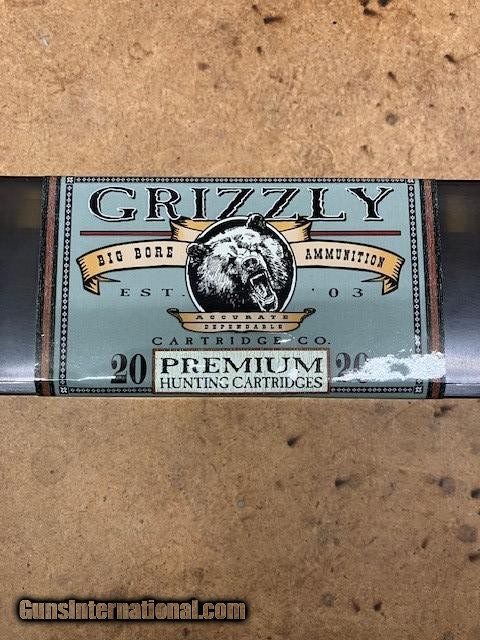 GRIZZLY
BIG BORE AMMUNITION
EST. '03
ACCURATE
DEPENDABLE
CARTRIDGE CO.
20 PREMIUM 20
HUNTING CARTRIDGES
GunsInternational.com